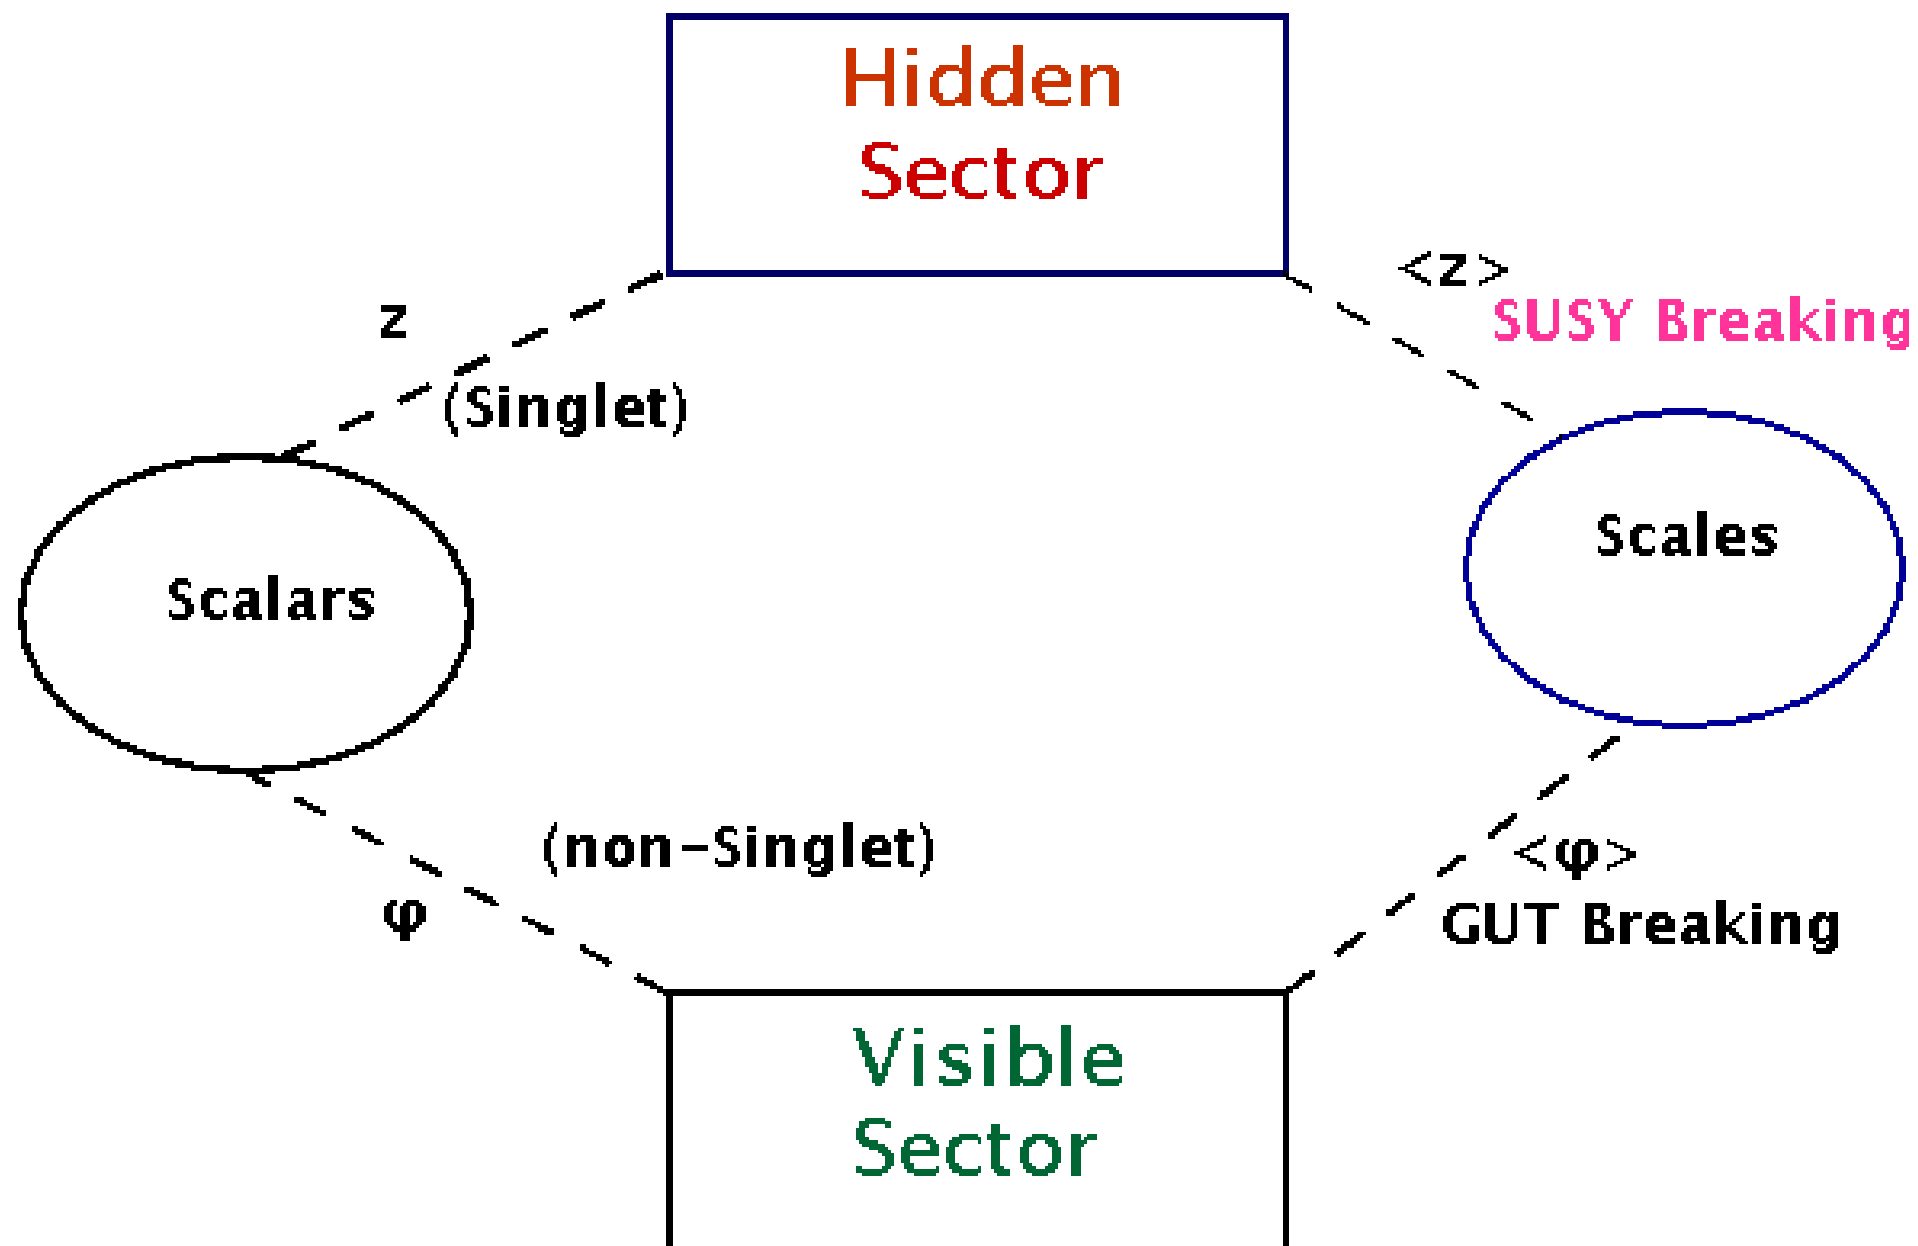 Hidden
Sector
<z>
SUSY Breaking
z
(Singlet)
Scalars
Scales
(non-Singlet)
φ
<φ>
GUT Breaking
Visible
Sector